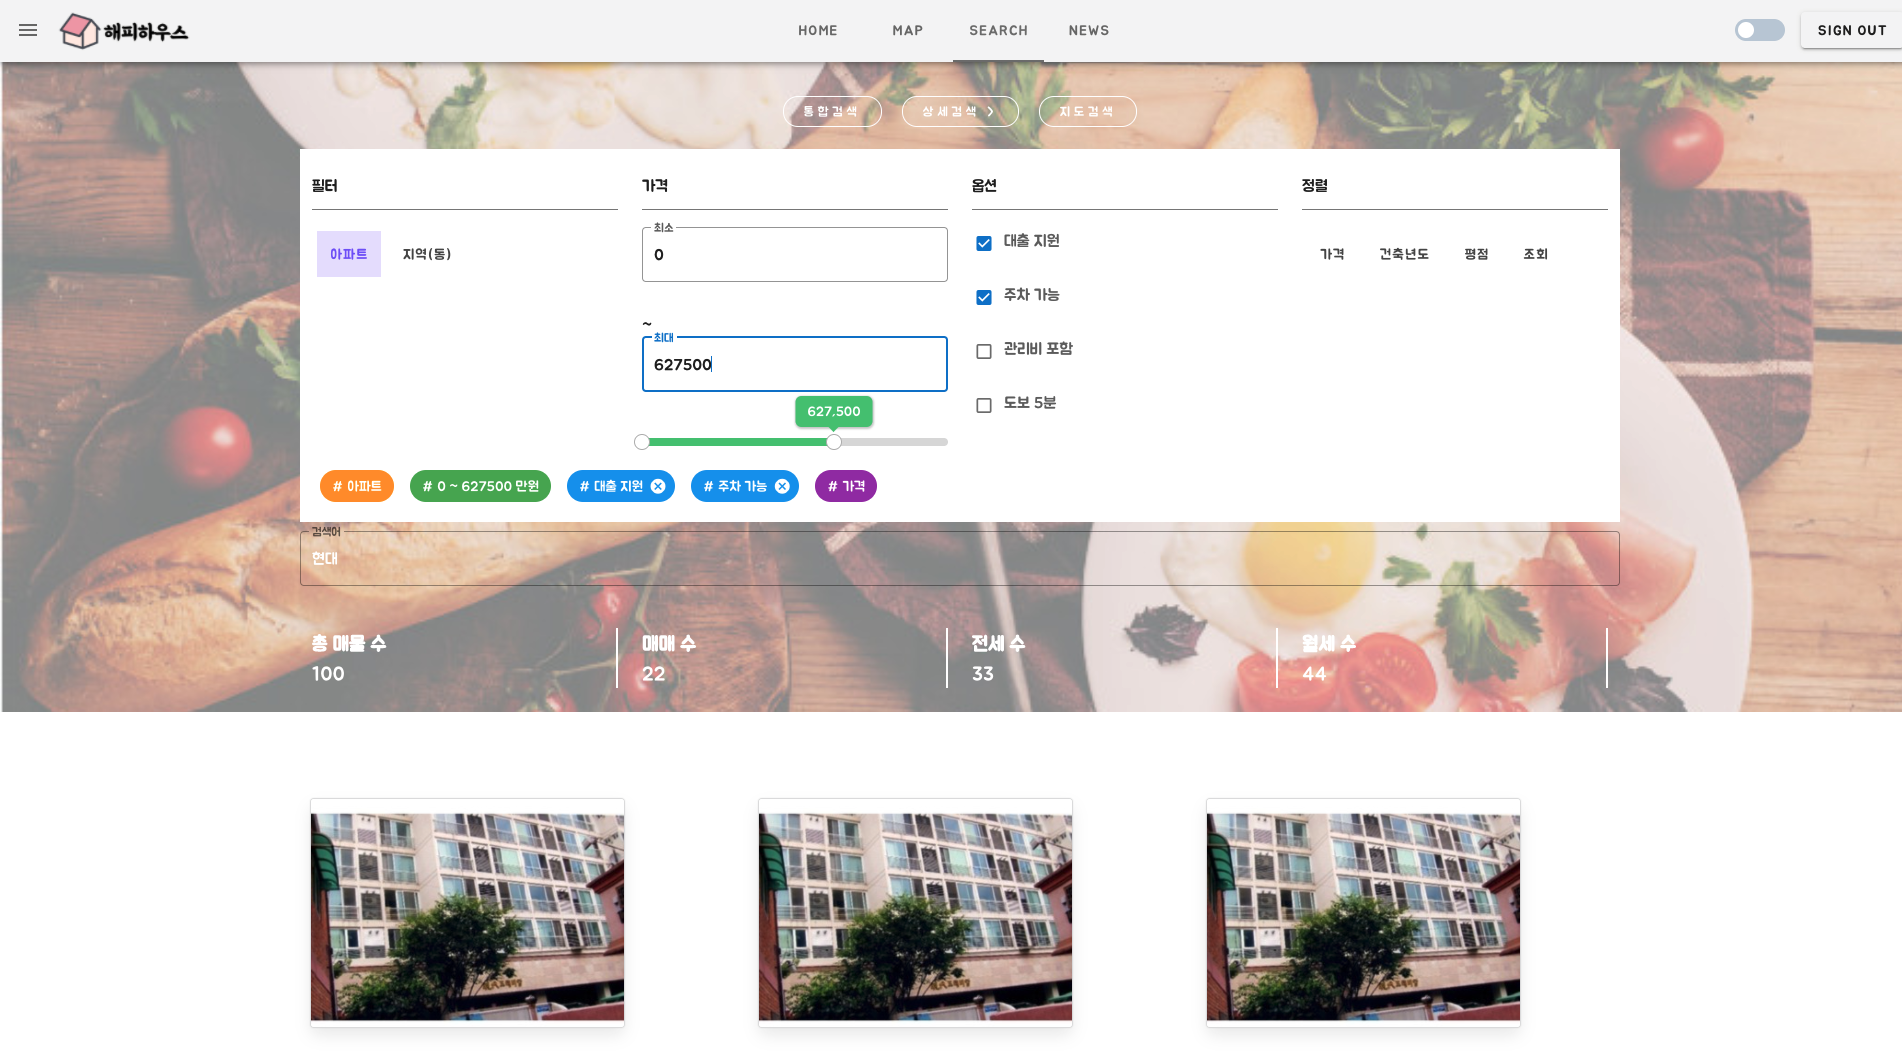 해피하우스
HOME MAP SEARCH NEWS
SIGN OUT
통합검색 상세검색 지도검색
필터 가격 옵션 정렬
아파트 지역(동)
최소
0
~
최대
627500
627,500
대출 지원
주차 가능
관리비 포함
도보 5분
가격 건축년도 평점 조회
# 아파트 # 0 ~ 627500 만원 # 대출 지원 # 주차 가능 # 가격
검색어
현대
총 매물 수 매매 수 전세 수 월세 수
100 22 33 44